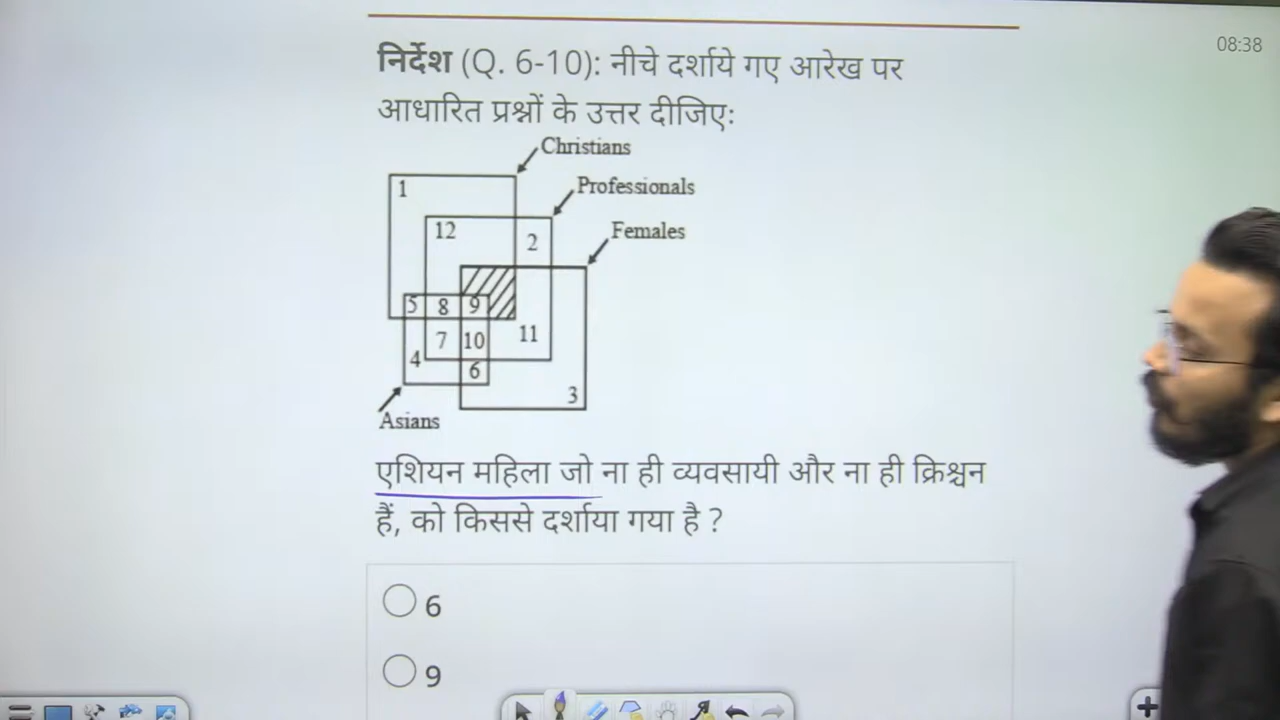 08:38
निर्देश (Q. 6-10): नीचे दर्शाये गए आरेख पर
आधारित प्रश्नों के उत्तर दीजिए:
Christians
1
Professionals
12
2
Females
5 8 9
7 10 11
4
6
3
Asians
एशियन महिला जो ना ही व्यवसायी और ना ही क्रिश्चन
हैं, को किससे दर्शाया गया है ?
6
9